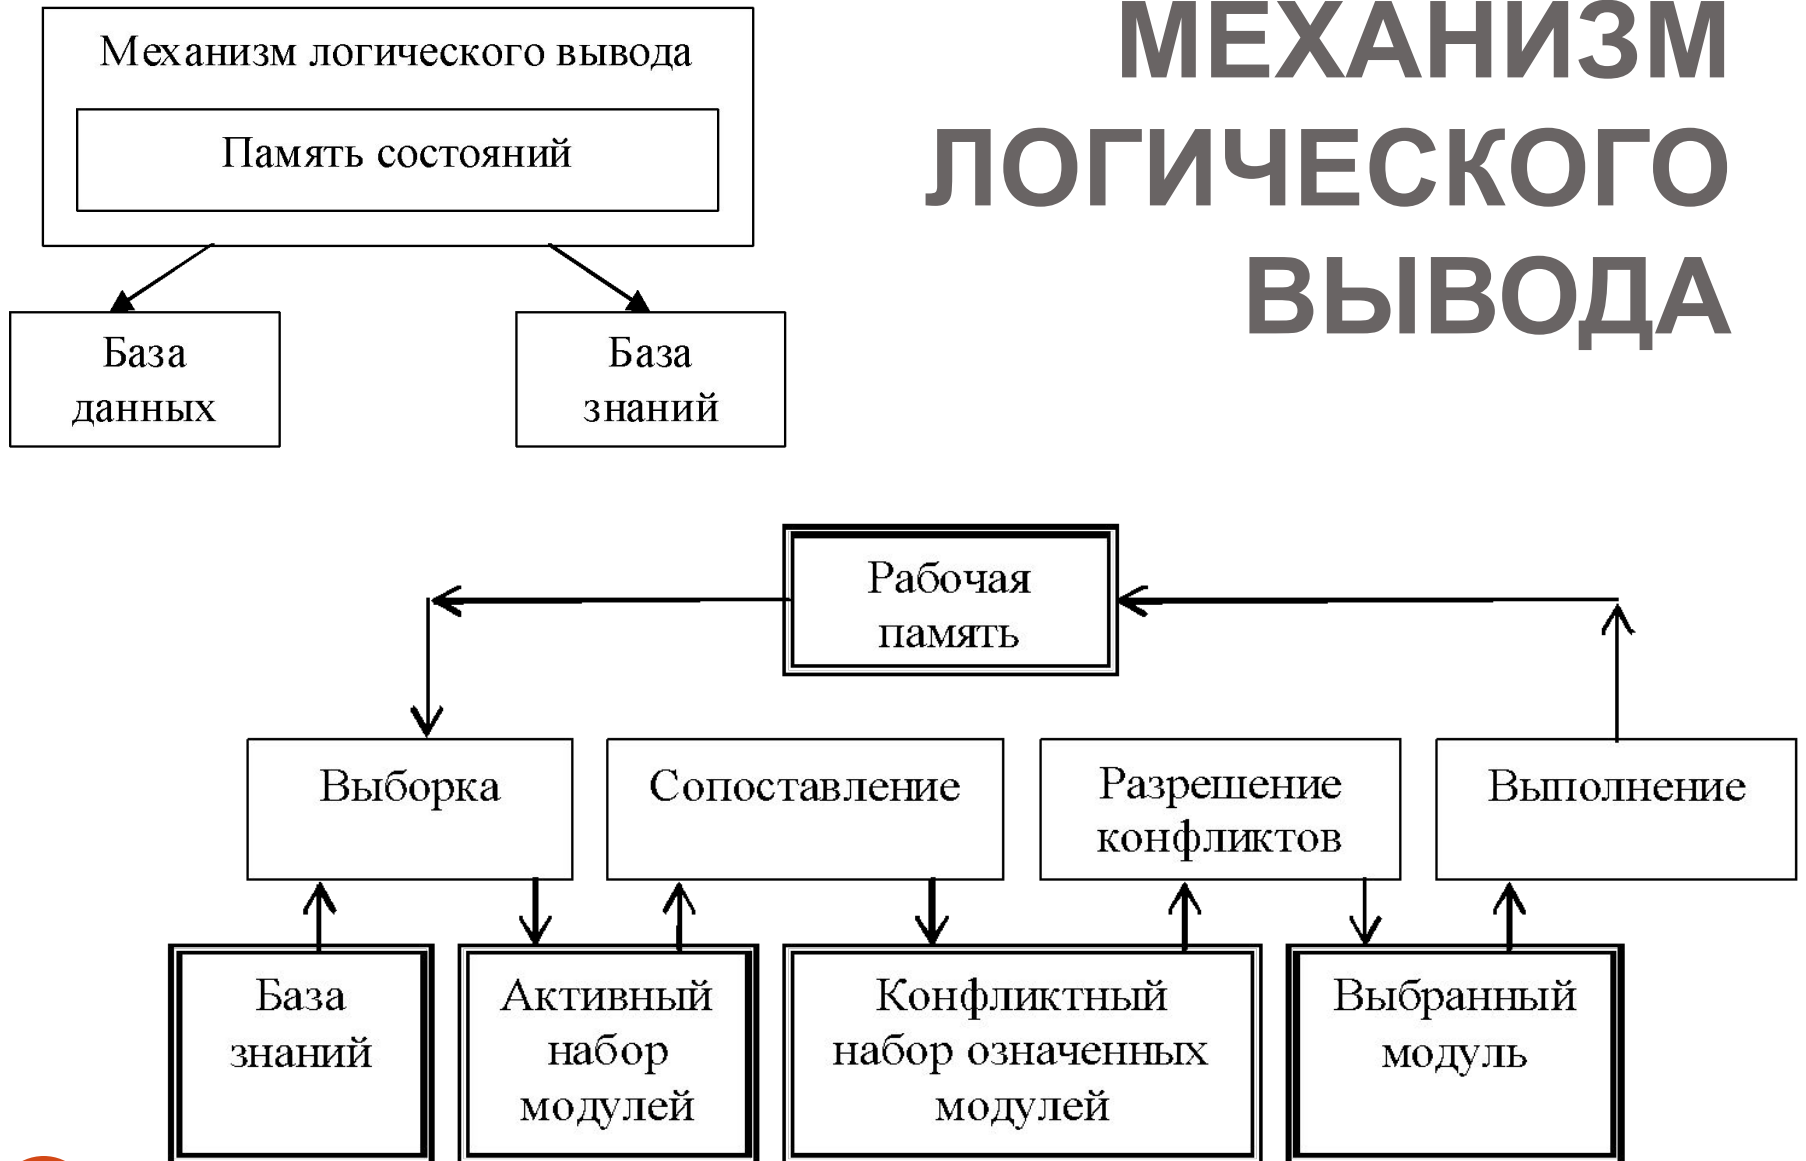 МЕХАНИЗМ
ЛОГИЧЕСКОГО
ВЫВОДА
Механизм логического вывода
Память состояний
База
данных
База
знаний
Рабочая
память
Выборка
Сопоставление
Разрешение
конфликтов
Выполнение
База
знаний
Активный
набор
модулей
Конфликтный
набор означенных
модулей
Выбранный
модуль